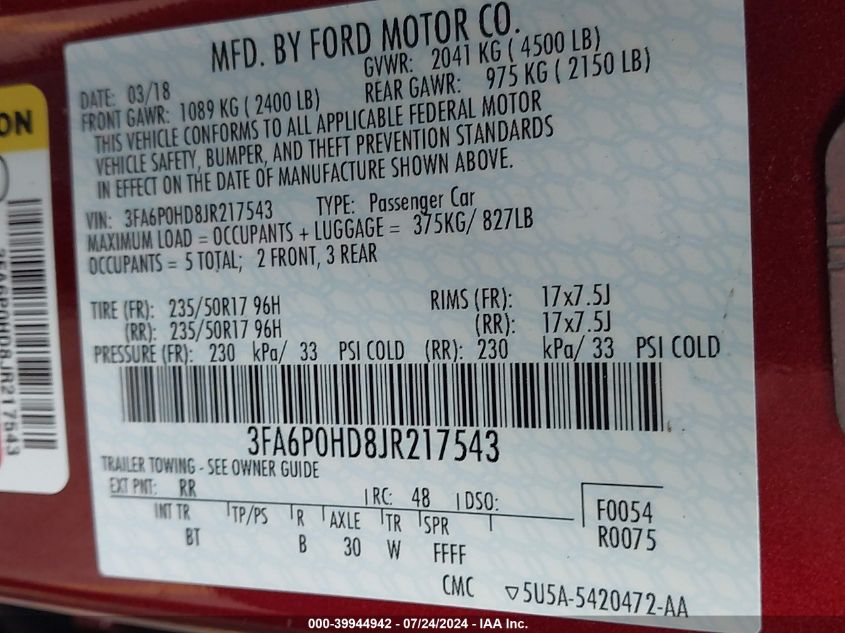 MFD. BY FORD MOTOR CO.
DATE: 03/18 GVWR: 2041 KG ( 4500 LB)
FRONT GAWR: 1089 KG ( 2400 LB) REAR GAWR: 975 KG ( 2150 LB)
THIS VEHICLE CONFORMS TO ALL APPLICABLE FEDERAL MOTOR
VEHICLE SAFETY, BUMPER, AND THEFT PREVENTION STANDARDS
IN EFFECT ON THE DATE OF MANUFACTURE SHOWN ABOVE.
VIN: 3FA6P0HD8JR217543 TYPE: Passenger Car
MAXIMUM LOAD = OCCUPANTS + LUGGAGE = 375KG/ 827LB
OCCUPANTS = 5 TOTAL; 2 FRONT, 3 REAR
TIRE (FR): 235/50R17 96H RIMS (FR): 17x7.5J
(RR): 235/50R17 96H (RR): 17x7.5J
PRESSURE (FR): 230 kPa/ 33 PSI COLD (RR): 230 kPa/ 33 PSI COLD
3FA6P0HD8JR217543
TRAILER TOWING - SEE OWNER GUIDE
EXT PNT: RR RC: 48 DSO:
INT TR TP/PS R AXLE TR SPR
BT B 30 W FFFF
F0054
R0075
CMC ▽5U5A-5420472-AA
ON
3FA6P0HD8JR217543
000-39944942 - 07/24/2024 - IAA Inc.